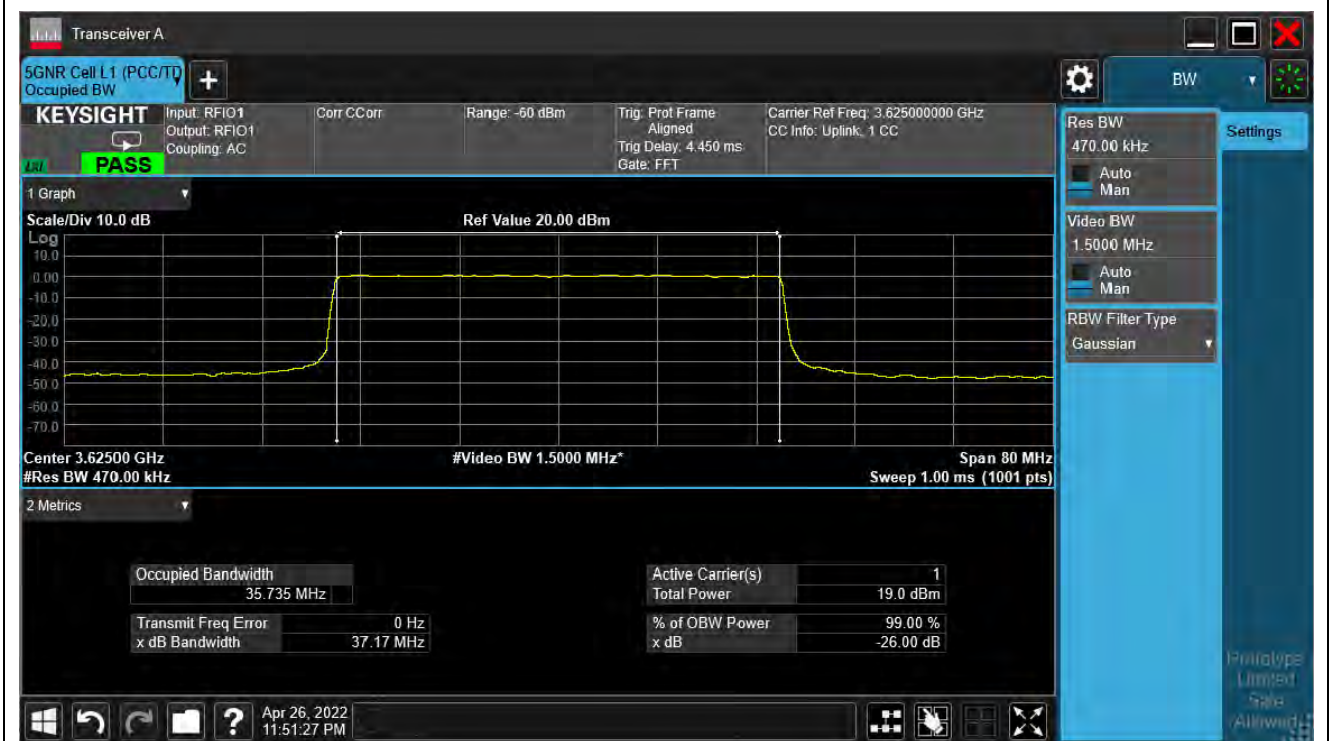 Transceiver A
5GNR Cell L1 (PCC/TD
Occupied BW
+
BW
KEYSIGHT
LXI
PASS
Input: RFIO1
Output: RFIO1
Coupling: AC
Corr CCorr
Range: -60 dBm
Trig: Prot Frame
Aligned
Trig Delay: 4.450 ms
Gate: FFT
Carrier Ref Freq: 3.625000000 GHz
CC Info: Uplink, 1 CC
Res BW
470.00 kHz
Auto
Man
Settings
Video BW
1.5000 MHz
Auto
Man
RBW Filter Type
Gaussian
1 Graph
Scale/Div 10.0 dB
Ref Value 20.00 dBm
Log
10.0
0.00
-10.0
-20.0
-30.0
-40.0
-50.0
-60.0
-70.0
Center 3.62500 GHz
#Video BW 1.5000 MHz*
Span 80 MHz
#Res BW 470.00 kHz
Sweep 1.00 ms (1001 pts)
2 Metrics
Occupied Bandwidth
35.735 MHz
Transmit Freq Error 0 Hz
x dB Bandwidth 37.17 MHz
Active Carrier(s) 1
Total Power 19.0 dBm
% of OBW Power 99.00 %
x dB -26.00 dB
Prototype
Limited
Sale
Allowed
?
Apr 26, 2022
11:51:27 PM